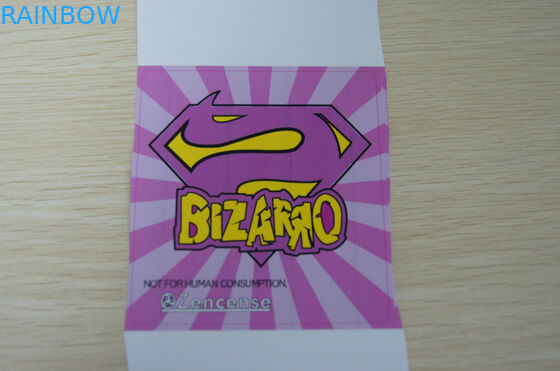 RAINBOW
BIZARRO
NOT FOR HUMAN CONSUMPTION.
Zencense